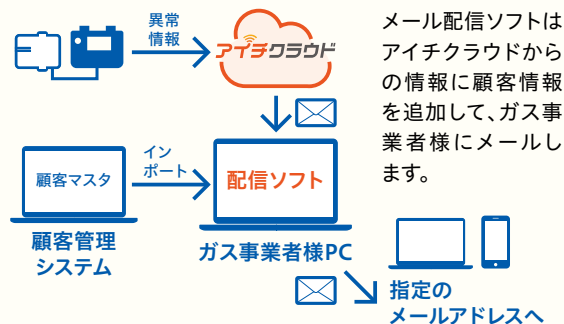 異常
情報
アイチクラウド
メール配信ソフトは
アイチクラウドから
の情報に顧客情報
を追加して、ガス事
業者様にメールし
ます。
顧客マスタ
イン
ポート
配信ソフト
顧客管理
システム
ガス事業者様PC
指定の
メールアドレスへ